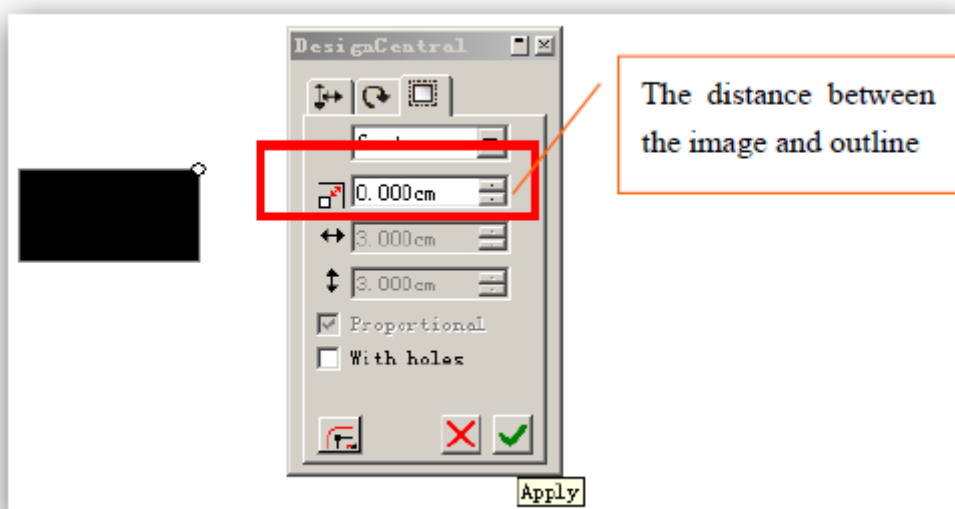 DesignCentral
0.000cm
3.000cm
3.000cm
Proportional
With holes
Apply
The distance between
the image and outline